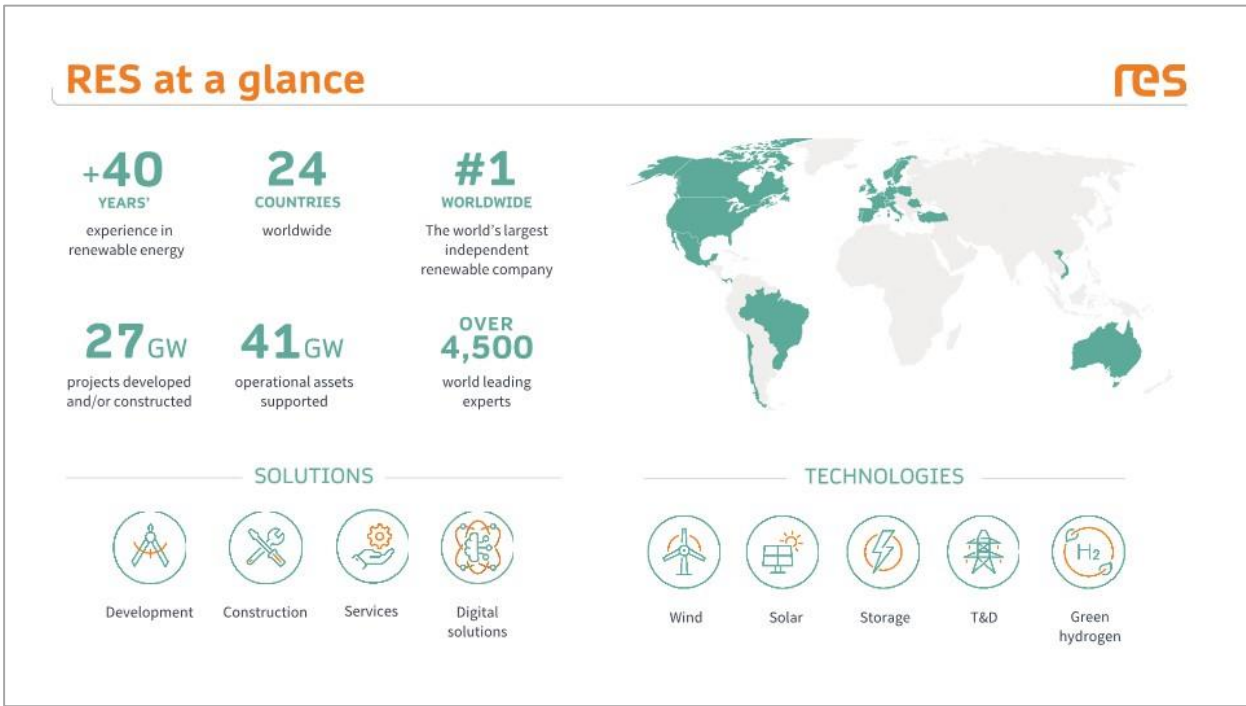 RES at a glance
res
+40
YEARS'
experience in
renewable energy
24
COUNTRIES
worldwide
#1
WORLDWIDE
The world's largest
independent
renewable company
27GW
projects developed
and/or constructed
41GW
operational assets
supported
OVER
4,500
world leading
experts
SOLUTIONS
Development
Construction
Services
Digital
solutions
TECHNOLOGIES
Wind
Solar
Storage
T&D
H2
Green
hydrogen